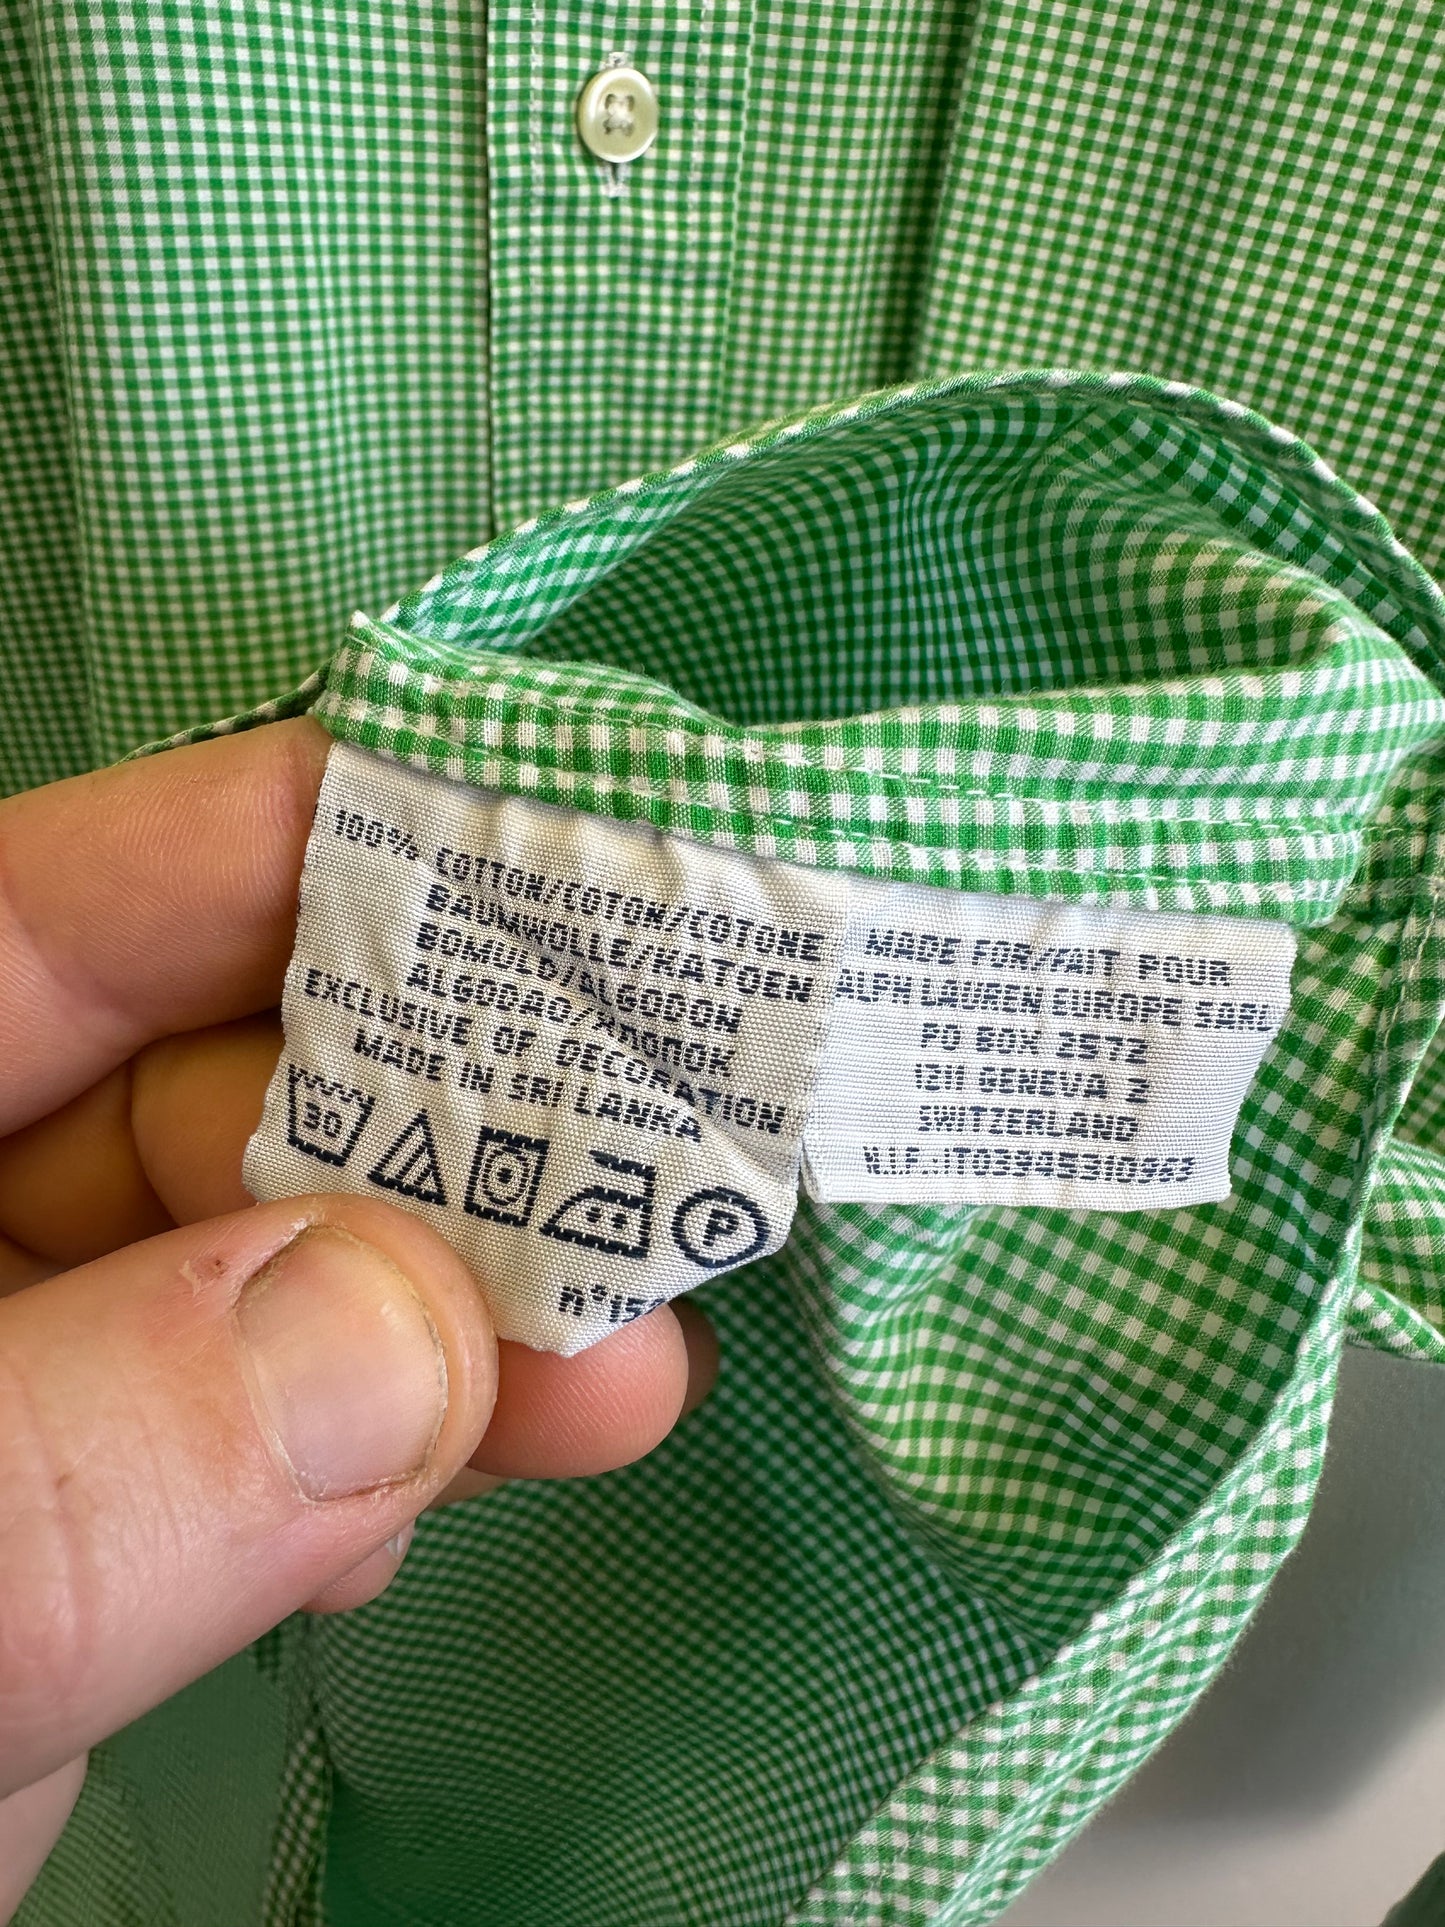 100% COTTON/COTON/COTONE
BAUMWOLLE/KATOEN
BOMULD/ALGODON
ALGODAO/ХЛОПОК
EXCLUSIVE OF DECORATION
MADE IN SRI LANKA
30
P
MADE FOR/FAIT POUR
ALPH LAUREN EUROPE SARL
PO BOX 2572
1211 GENEVA 2
SWITZERLAND